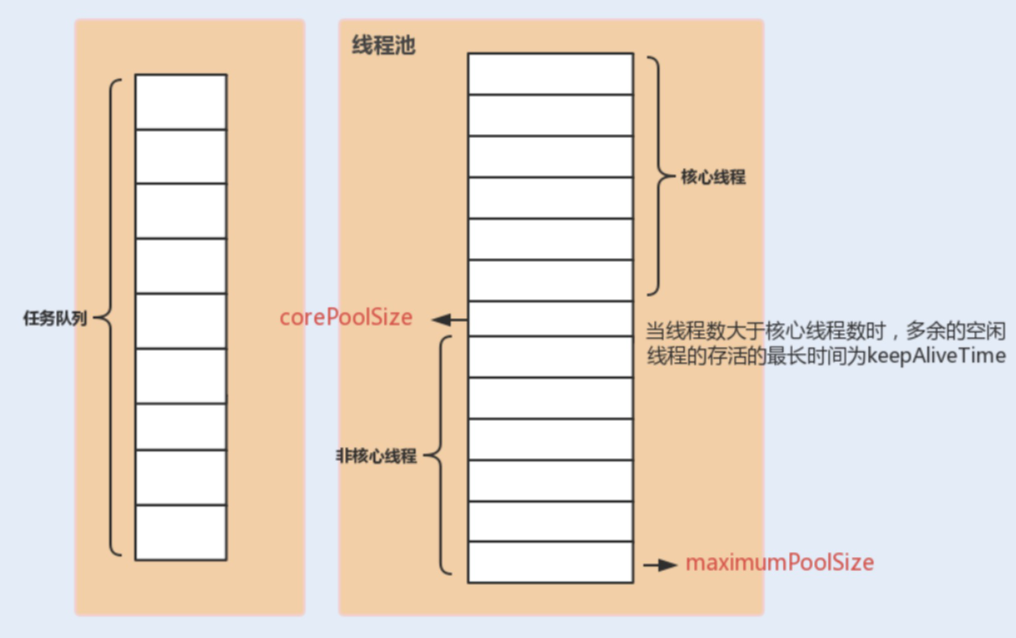 线程池
核心线程
任务队列
corePoolSize
当线程数大于核心线程数时，多余的空闲
线程的存活的最长时间为keepAliveTime
非核心线程
maximumPoolSize